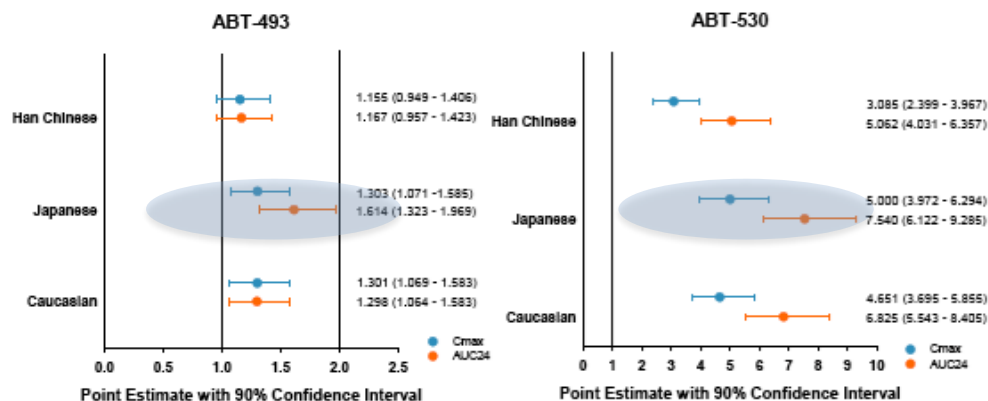 ABT-493
Han Chinese
1.155 (0.949 - 1.406)
1.167 (0.957 - 1.423)
Japanese
1.303 (1.071 -1.585)
1.614 (1.323 - 1.969)
Caucasian
1.301 (1.069 - 1.583)
1.298 (1.064 - 1.583)
Cmax
AUC24
0.0 0.5 1.0 1.5 2.0 2.5
Point Estimate with 90% Confidence Interval
ABT-530
Han Chinese
3.085 (2.399 - 3.967)
5.062 (4.031 - 6.357)
Japanese
5.000 (3.972 - 6.294)
7.540 (6.122 - 9.285)
Caucasian
4.651 (3.695 - 5.855)
6.825 (5.543 - 8.405)
Cmax
AUC24
0 1 2 3 4 5 6 7 8 9 10
Point Estimate with 90% Confidence Interval